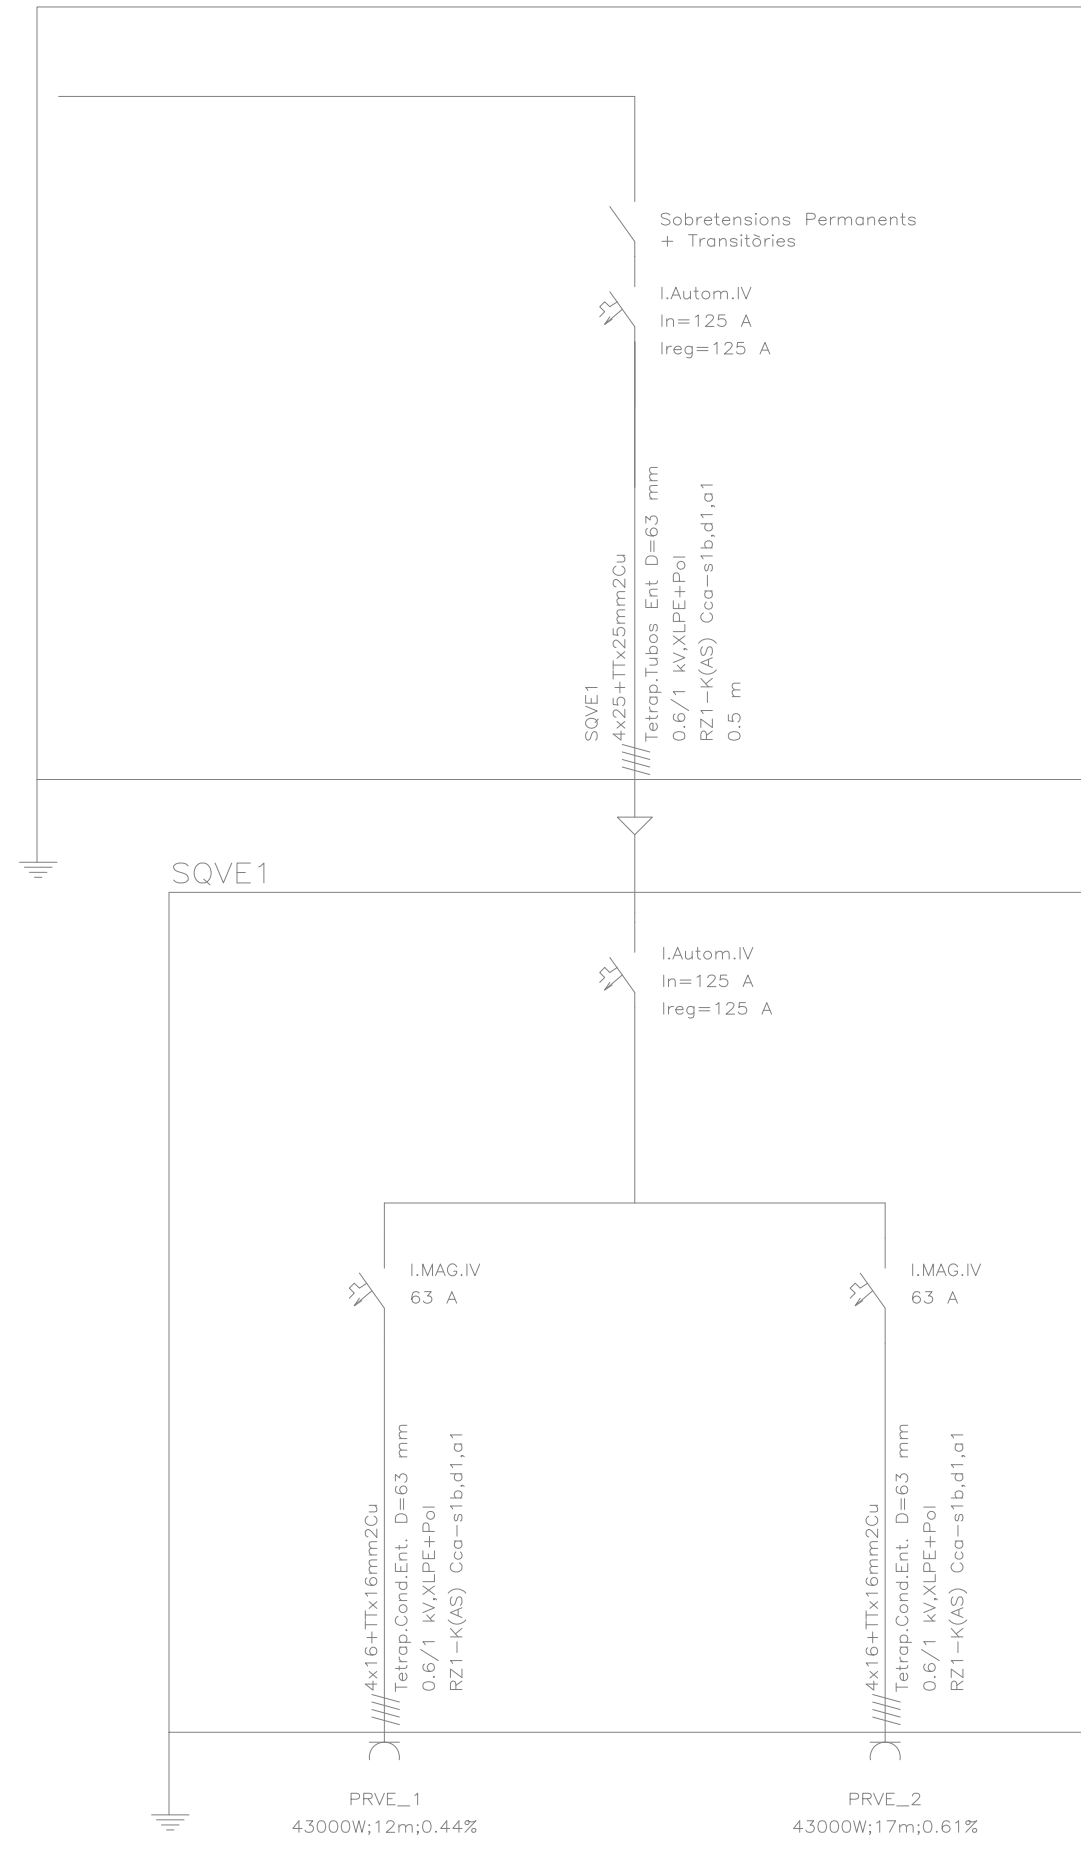 Sobretensions Permanents
+ Transitòries
I.Autom.IV
In=125 A
Ireg=125 A
SQVE1
4x25+TTx25mm2Cu
Tetrap.Tubos Ent D=63 mm
0.6/1 kV,XLPE+Pol
RZ1-K(AS) Cca-s1b,d1,a1
0.5 m
SQVE1
I.Autom.IV
In=125 A
Ireg=125 A
I.MAG.IV
63 A
I.MAG.IV
63 A
4x16+TTx16mm2Cu
Tetrap.Cond.Ent. D=63 mm
0.6/1 kV,XLPE+Pol
RZ1-K(AS) Cca-s1b,d1,a1
4x16+TTx16mm2Cu
Tetrap.Cond.Ent. D=63 mm
0.6/1 kV,XLPE+Pol
RZ1-K(AS) Cca-s1b,d1,a1
PRVE_1
43000W;12m;0.44%
PRVE_2
43000W;17m;0.61%